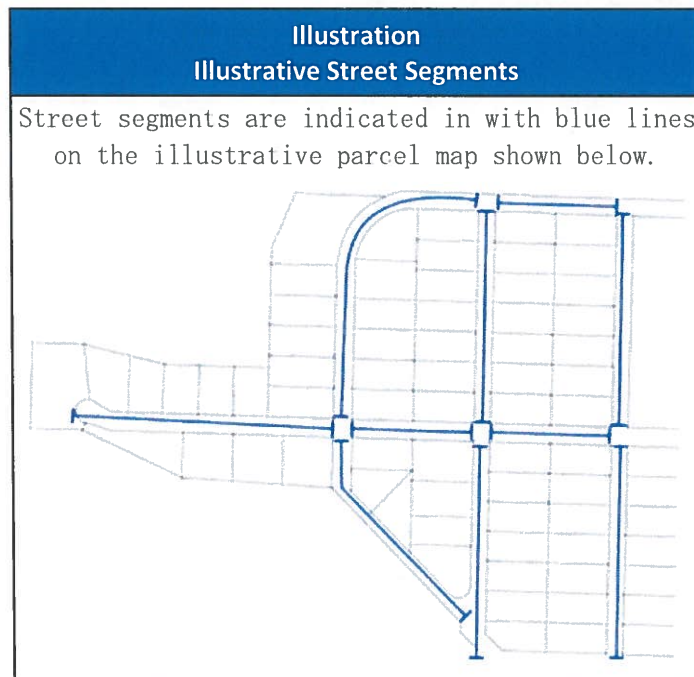 Illustration
Illustrative Street Segments
Street segments are indicated in with blue lines
on the illustrative parcel map shown below.